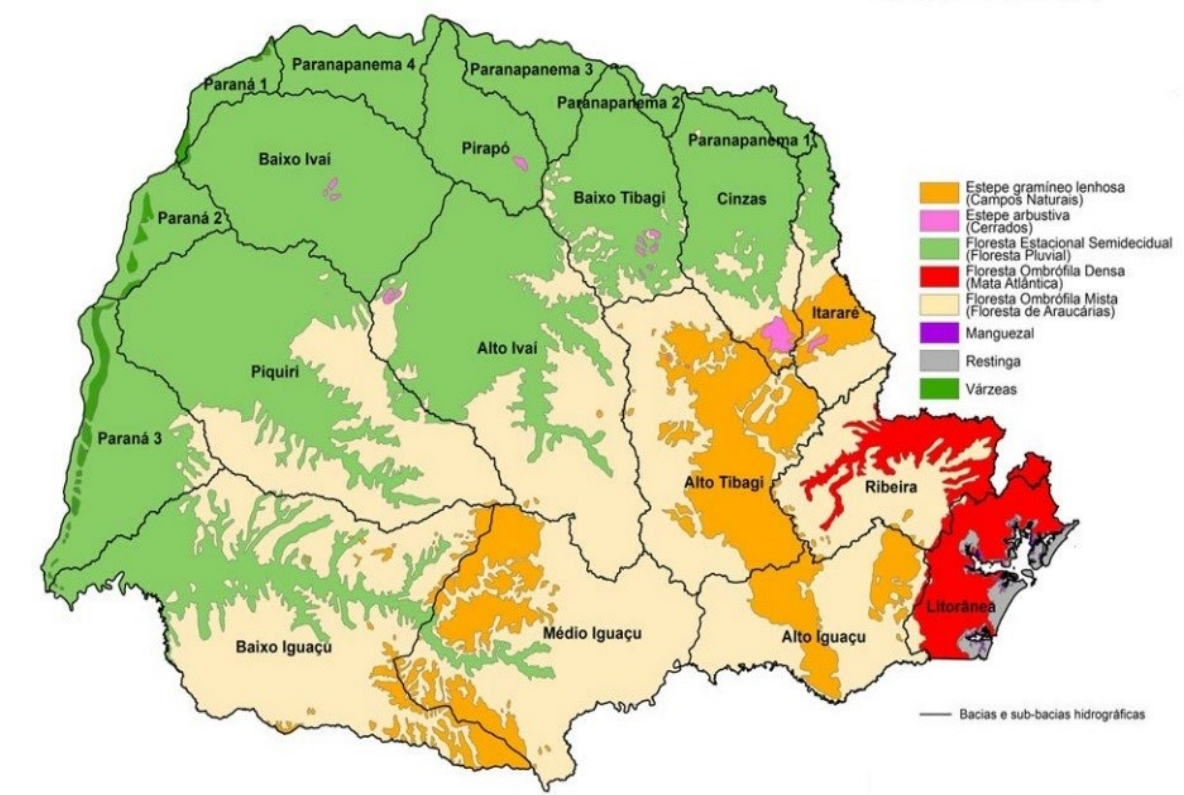 Paranapanema 4
Paranapanema 3
Paraná 1
Paranapanema 2
Paranapanema 1
Pirapó
Baixo Ivaí
Baixo Tibagi
Cinzas
Paraná 2
Itararé
Alto Ivaí
Piquiri
Paraná 3
Alto Tibagi
Ribeira
Litorânea
Médio Iguaçu
Alto Iguaçu
Baixo Iguaçu
Estepe gramíneo lenhosa
(Campos Naturais)
Estepe arbustiva
(Cerrados)
Floresta Estacional Semidecidual
(Floresta Pluvial)
Floresta Ombrófila Densa
(Mata Atlântica)
Floresta Ombrófila Mista
(Floresta de Araucárias)
Manguezal
Restinga
Várzeas
Bacias e sub-bacias hidrográficas